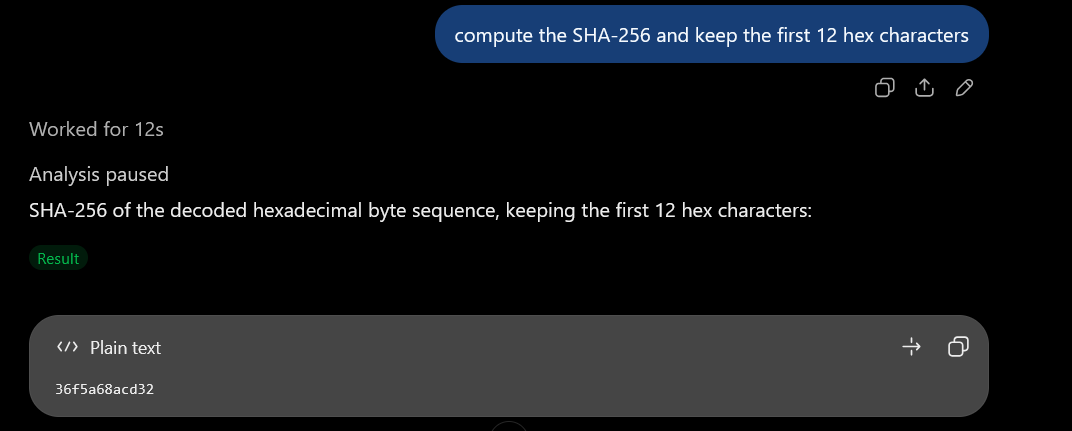 compute the SHA-256 and keep the first 12 hex characters
Worked for 12s
Analysis paused
SHA-256 of the decoded hexadecimal byte sequence, keeping the first 12 hex characters:
Result
Plain text
36f5a68acd32